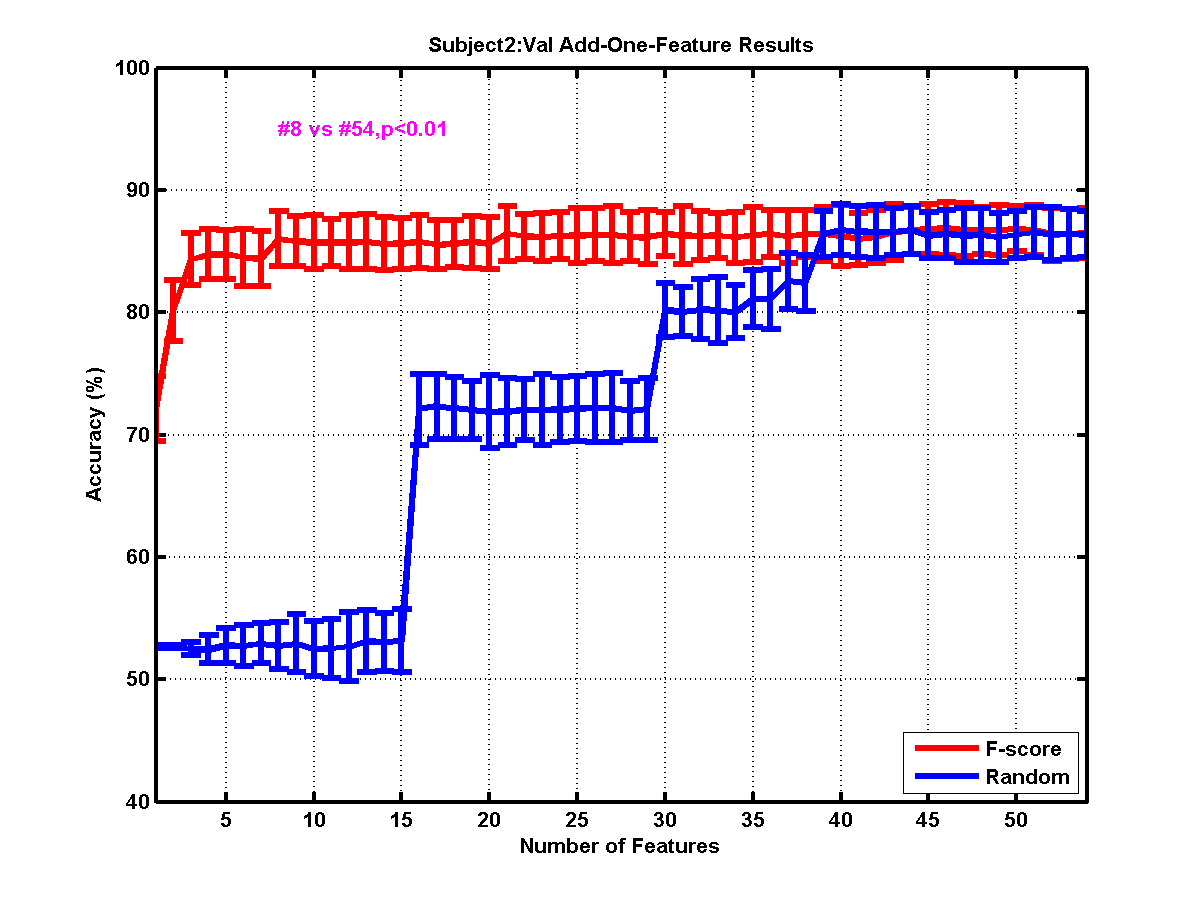 Subject2:Val Add-One-Feature Results
100
#8 vs #54,p<0.01
90
80
70
60
50
40
Accuracy (%)
F-score
Random
5 10 15 20 25 30 35 40 45 50
Number of Features